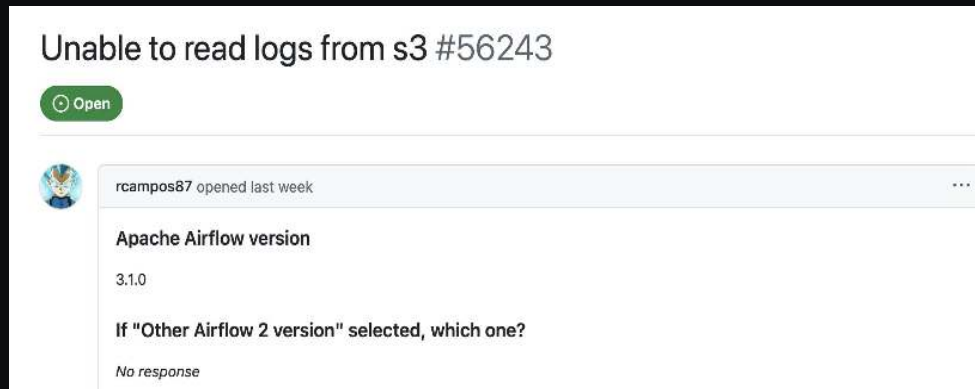 Unable to read logs from s3 #56243
Open
rcampos87 opened last week
...
Apache Airflow version
3.1.0
If "Other Airflow 2 version" selected, which one?
No response